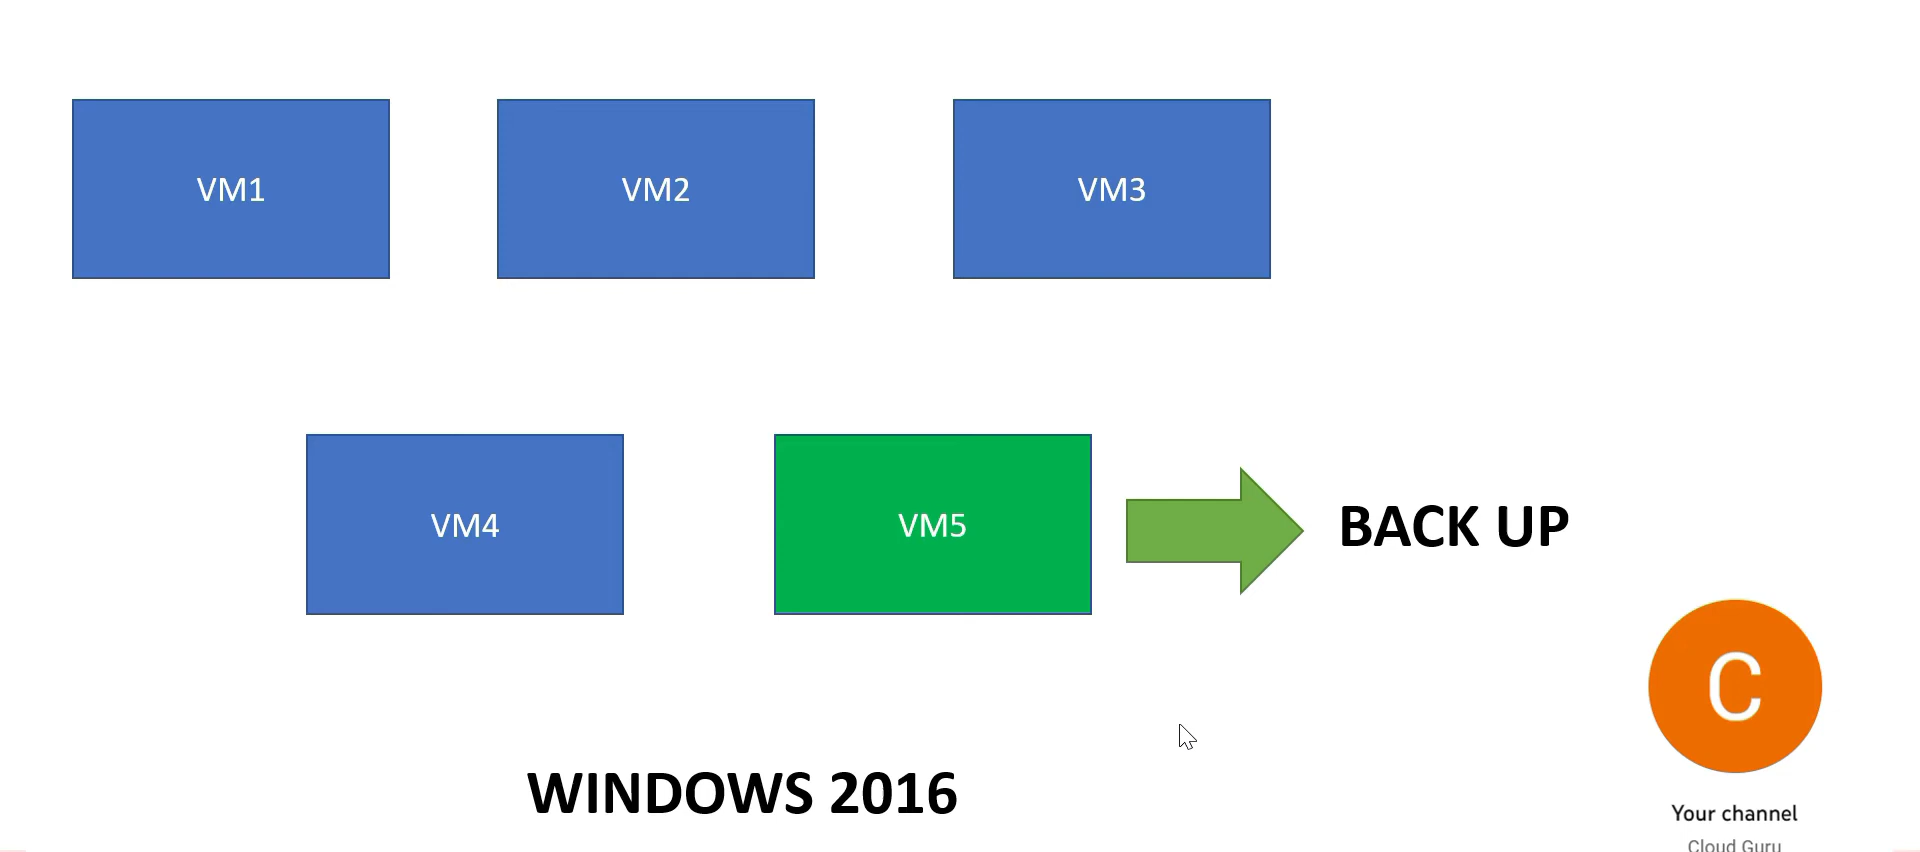 VM1
VM2
VM3
VM4
VM5
BACK UP
WINDOWS 2016
C
Your channel
Cloud Guru